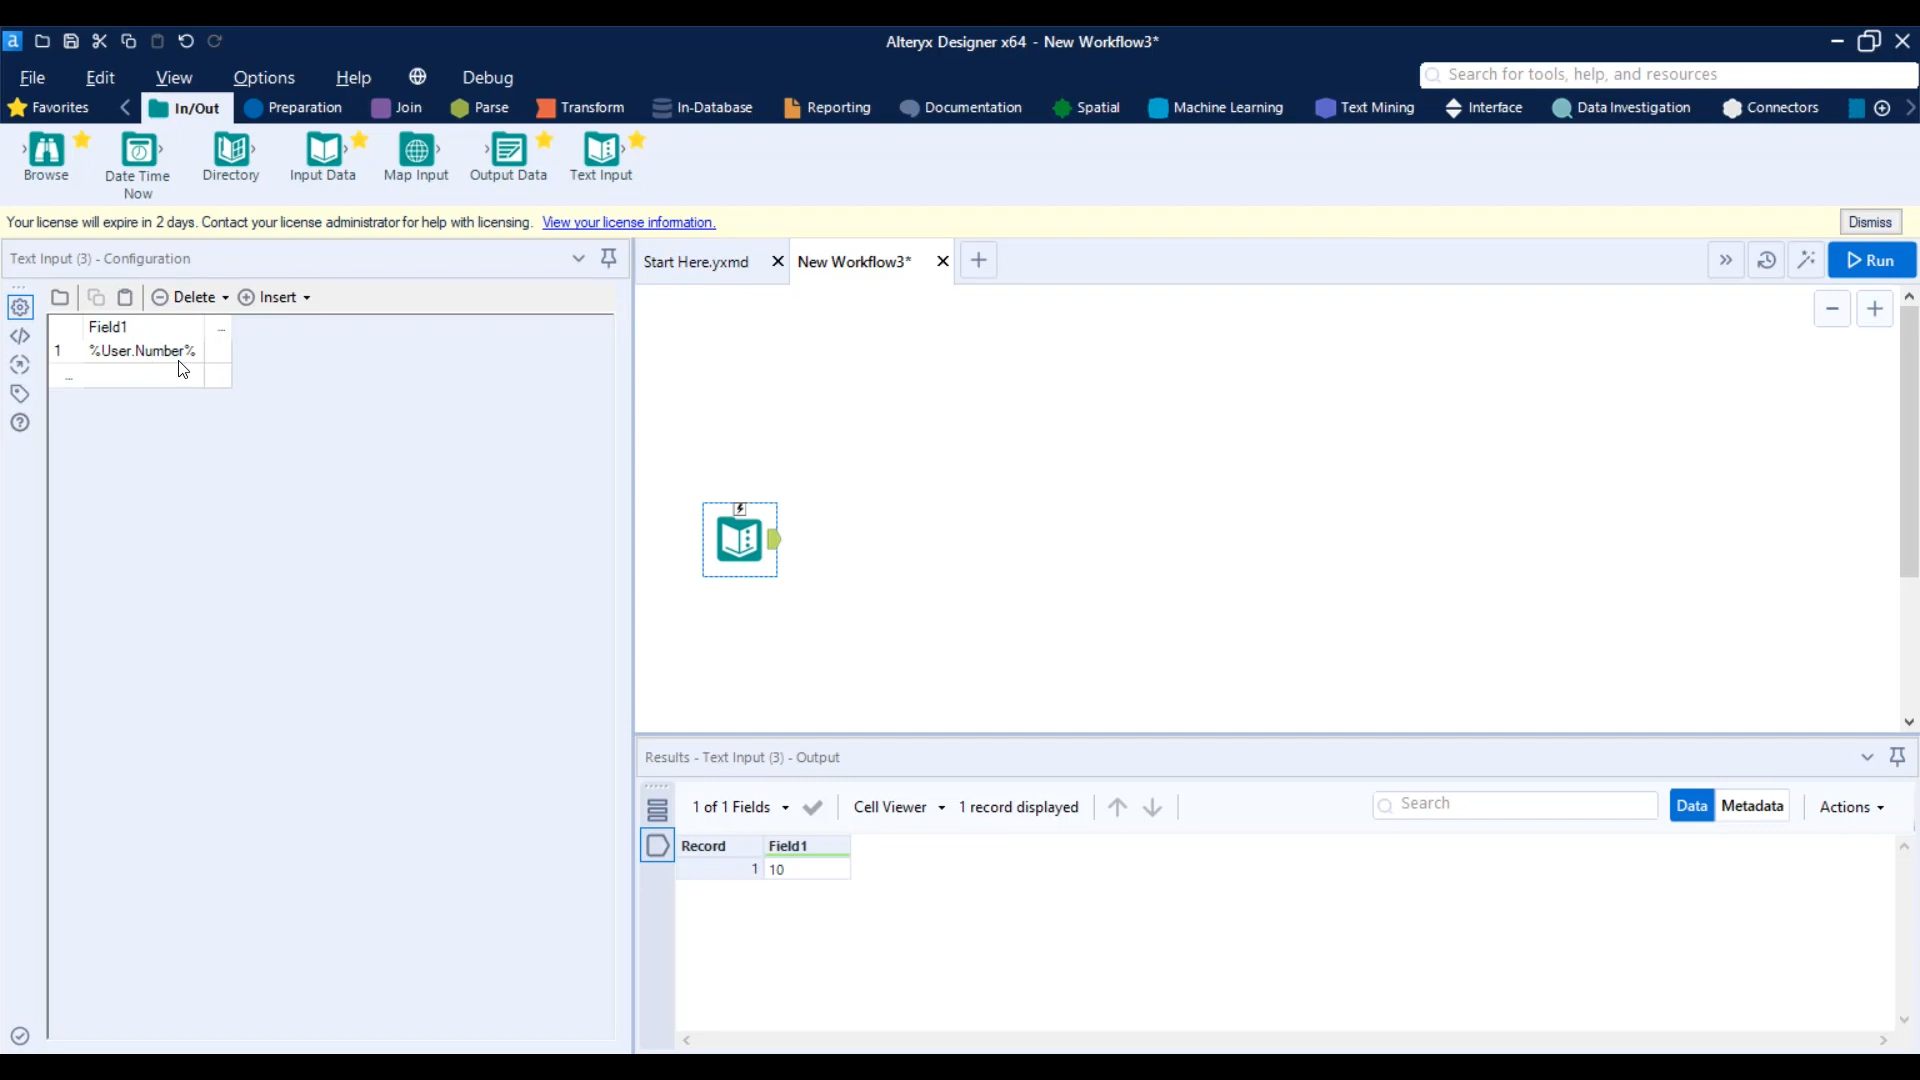 a
Alteryx Designer x64 - New Workflow3*
File Edit View Options Help Debug
Search for tools, help, and resources
Favorites In/Out Preparation Join Parse Transform In-Database Reporting Documentation Spatial Machine Learning Text Mining Interface Data Investigation Connectors
Browse Date Time Now Directory Input Data Map Input Output Data Text Input
Your license will expire in 2 days. Contact your license administrator for help with licensing. View your license information. Dismiss
Text Input (3) - Configuration
Start Here.yxmd New Workflow3* Run
Delete Insert
Field1 ...
1 %User.Number%
...
Results - Text Input (3) - Output
1 of 1 Fields Cell Viewer 1 record displayed Search Data Metadata Actions
Record Field1
1 10